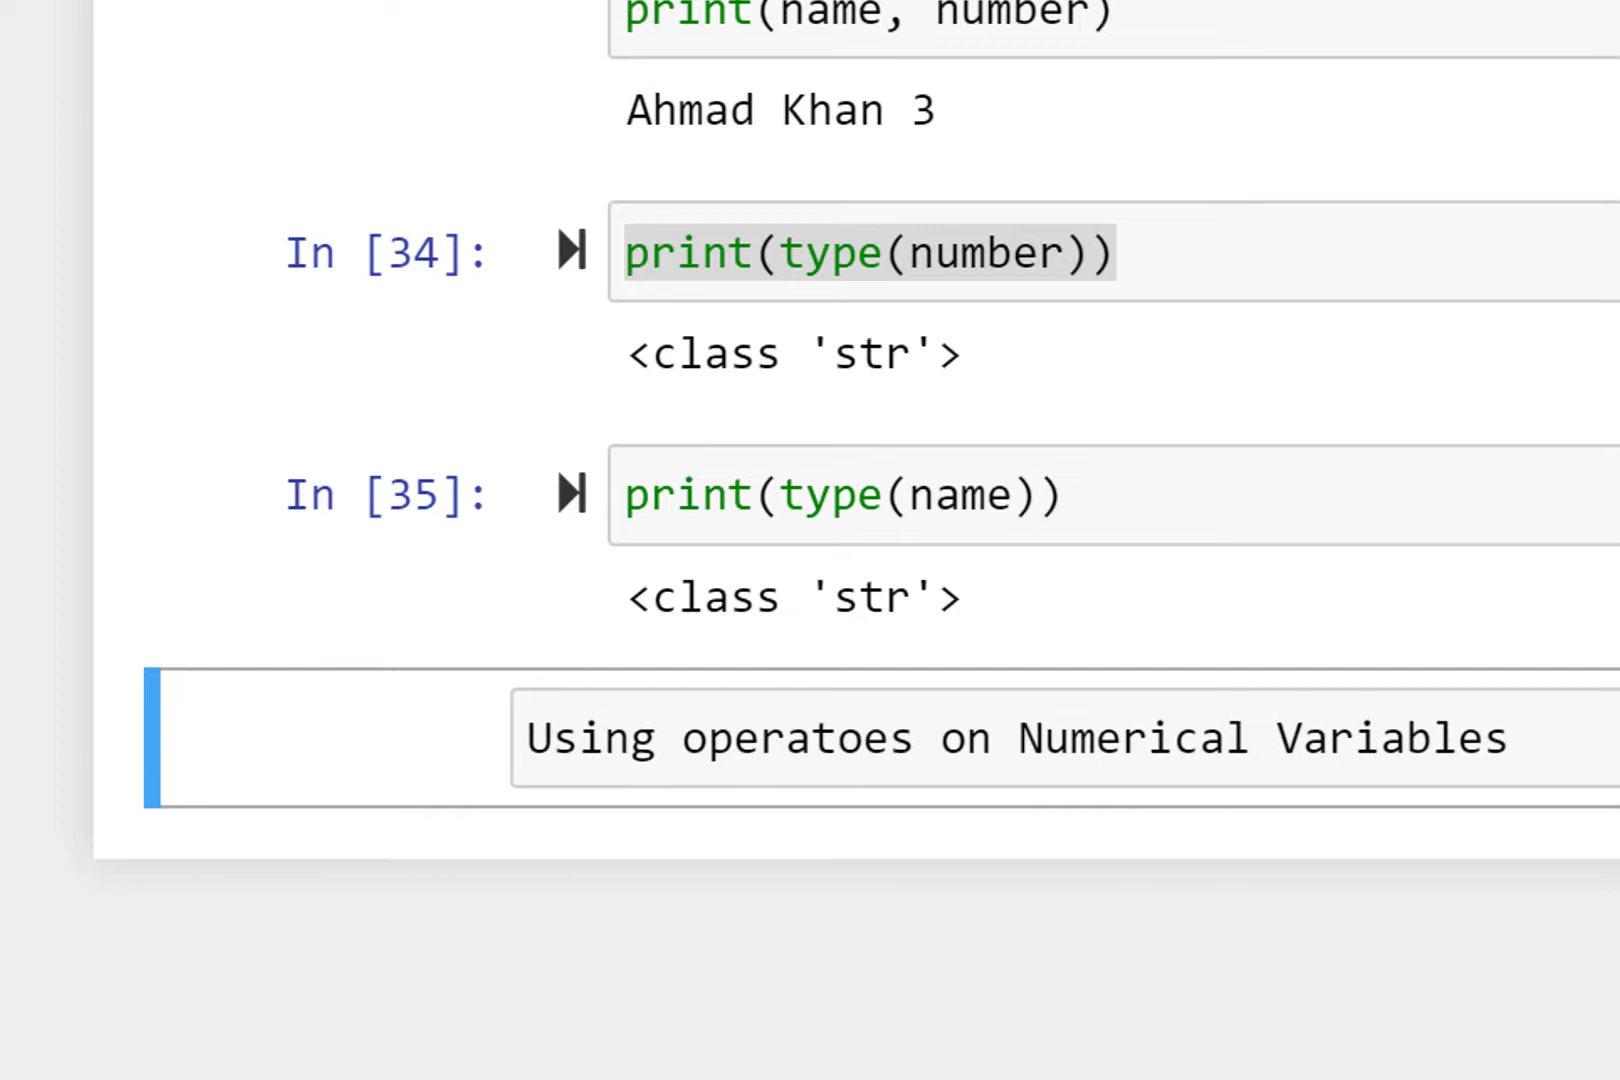 print(name, number)
Ahmad Khan 3
In [34]: print(type(number))
<class 'str'>
In [35]: print(type(name))
<class 'str'>
Using operatoes on Numerical Variables